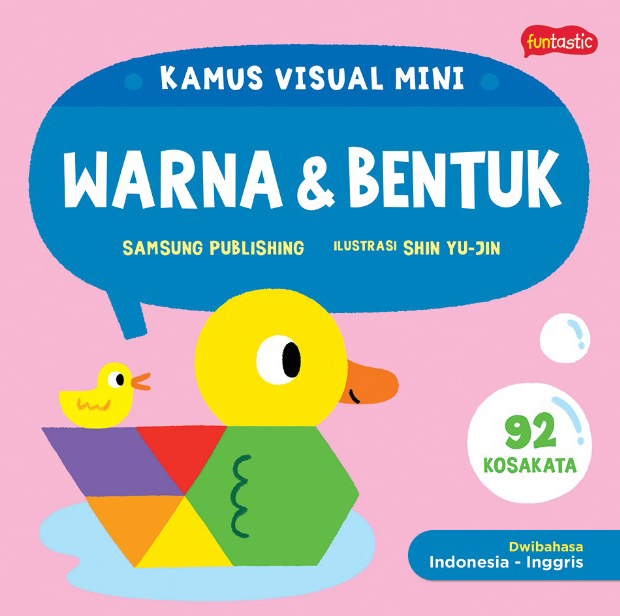 funtastic
KAMUS VISUAL MINI
WARNA & BENTUK
SAMSUNG PUBLISHING ILUSTRASI SHIN YU-JIN
92
KOSAKATA
Dwibahasa
Indonesia - Inggris